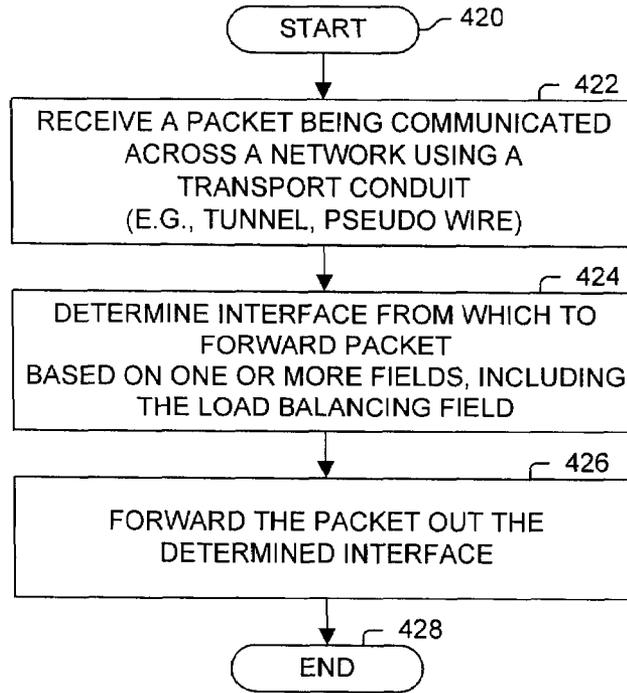 START
420
422
RECEIVE A PACKET BEING COMMUNICATED
ACROSS A NETWORK USING A
TRANSPORT CONDUIT
(E.G., TUNNEL, PSEUDO WIRE)
424
DETERMINE INTERFACE FROM WHICH TO
FORWARD PACKET
BASED ON ONE OR MORE FIELDS, INCLUDING
THE LOAD BALANCING FIELD
426
FORWARD THE PACKET OUT THE
DETERMINED INTERFACE
428
END